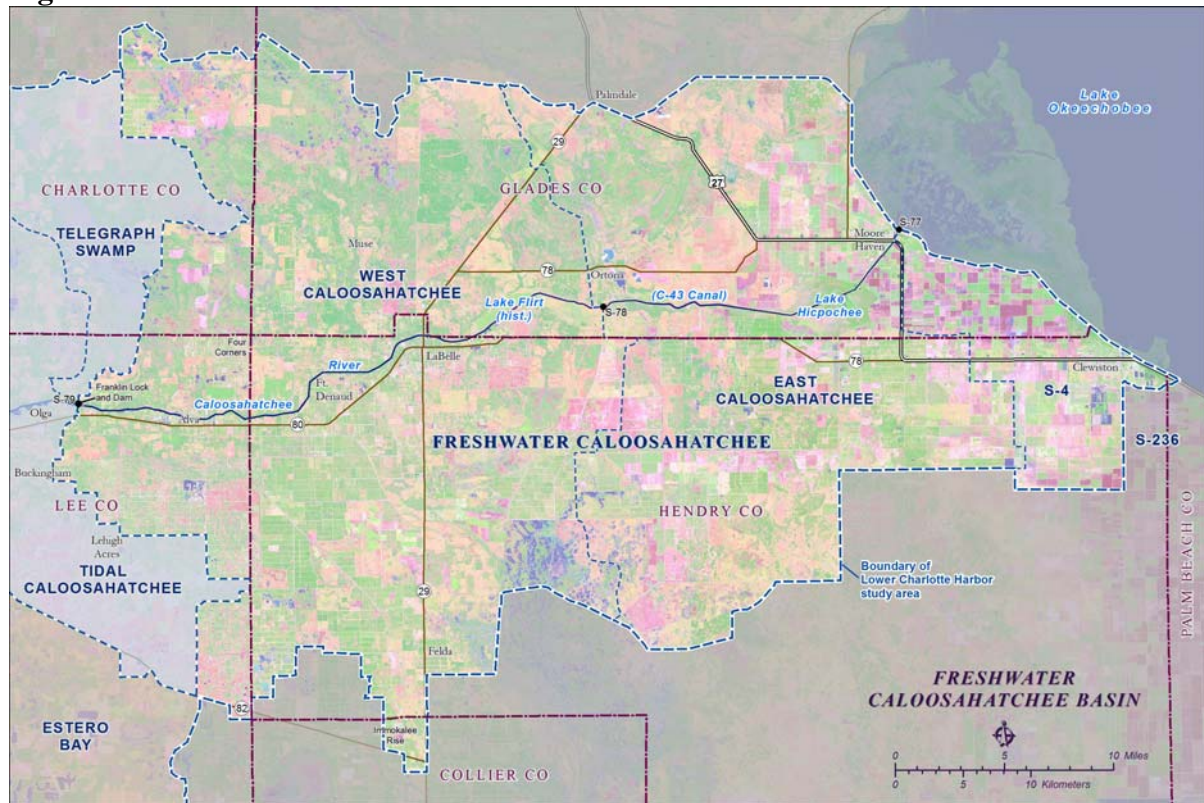 Palmdale
Lake
Okeechobee
29
27
CHARLOTTE CO
GLADES CO
TELEGRAPH
SWAMP
S-77
Moore
Haven
Muse
WEST
CALOOSAHATCHEE
78
Ortona
Lake Flirt
(hist.)
(C-43 Canal)
Lake
Hicpochee
S-78
Four
Corners
LaBelle
River
78
Clewiston
Franklin Lock
and Dam
Ft.
Denaud
EAST
CALOOSAHATCHEE
S-4
S-79
Olga
Caloosahatchee
Alva
80
FRESHWATER CALOOSAHATCHEE
S-236
Buckingham
LEE CO
HENDRY CO
Lehigh
Acres
TIDAL
CALOOSAHATCHEE
Boundary of
Lower Charlotte Harbor
study area
29
PALM BEACH CO
Felda
FRESHWATER
CALOOSAHATCHEE BASIN
82
ESTERO
BAY
Immokalee
Rise
COLLIER CO
0 5 10 Miles
0 5 10 Kilometers